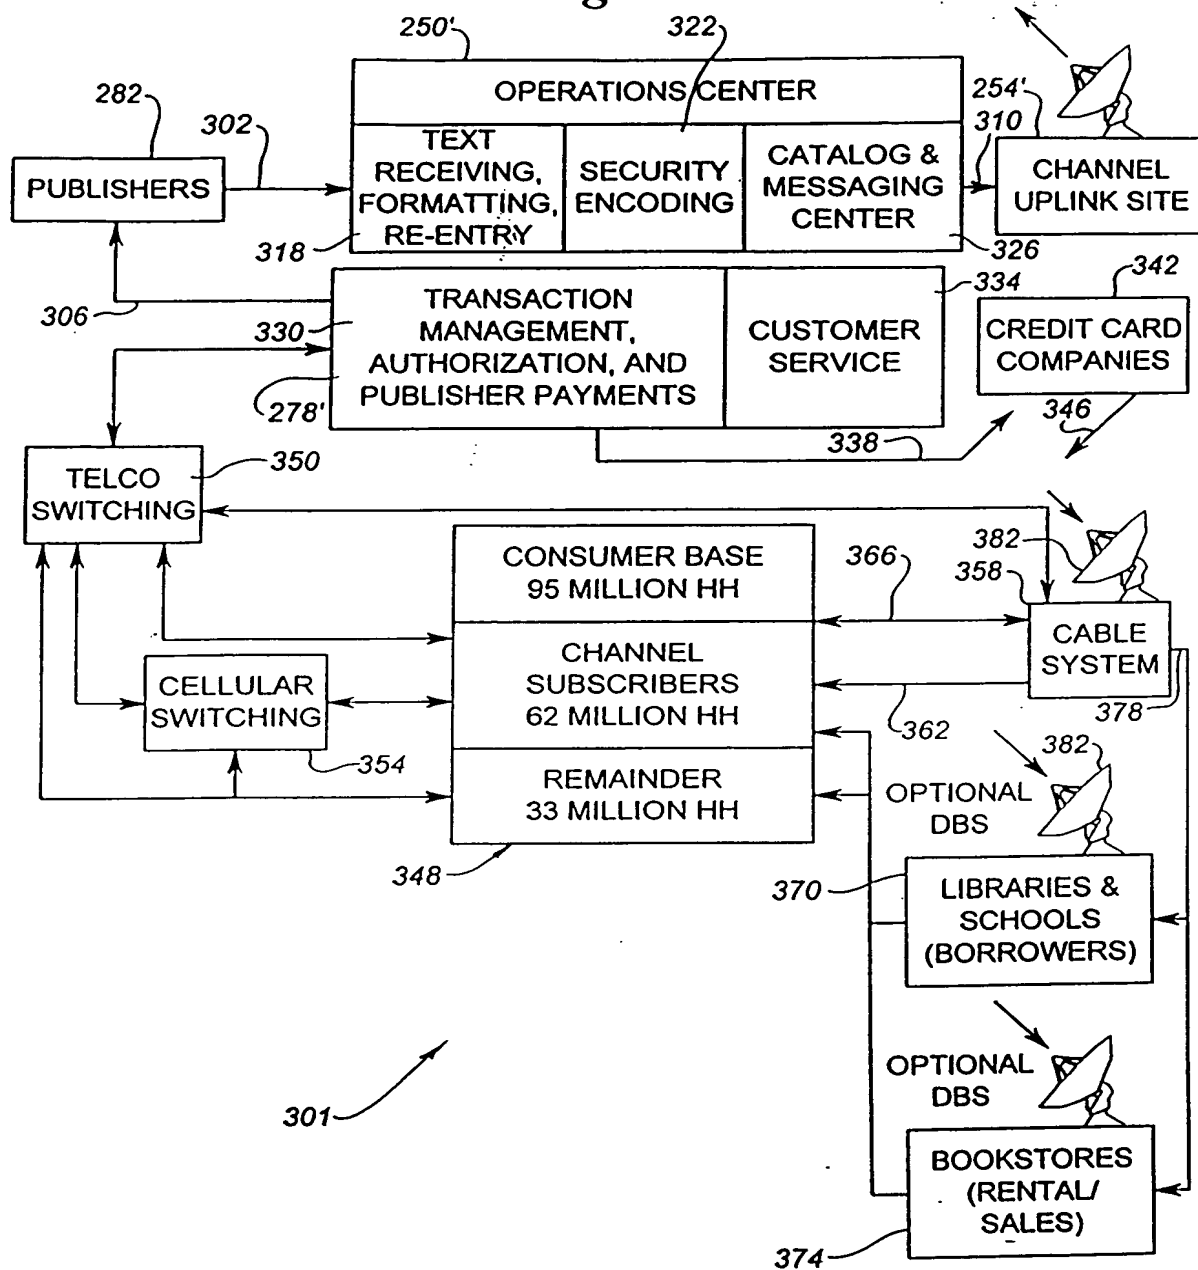 250'
322
OPERATIONS CENTER
282
302
254'
310
PUBLISHERS
TEXT
RECEIVING,
FORMATTING,
RE-ENTRY
SECURITY
ENCODING
CATALOG &
MESSAGING
CENTER
CHANNEL
UPLINK SITE
318
326
306
330
TRANSACTION
MANAGEMENT,
AUTHORIZATION, AND
PUBLISHER PAYMENTS
278'
334
CUSTOMER
SERVICE
342
CREDIT CARD
COMPANIES
346
338
TELCO
SWITCHING
350
CONSUMER BASE
95 MILLION HH
366
382
358
CABLE
SYSTEM
CELLULAR
SWITCHING
354
CHANNEL
SUBSCRIBERS
62 MILLION HH
362
378
REMAINDER
33 MILLION HH
348
382
OPTIONAL
DBS
370
LIBRARIES &
SCHOOLS
(BORROWERS)
301
OPTIONAL
DBS
BOOKSTORES
(RENTAL/
SALES)
374